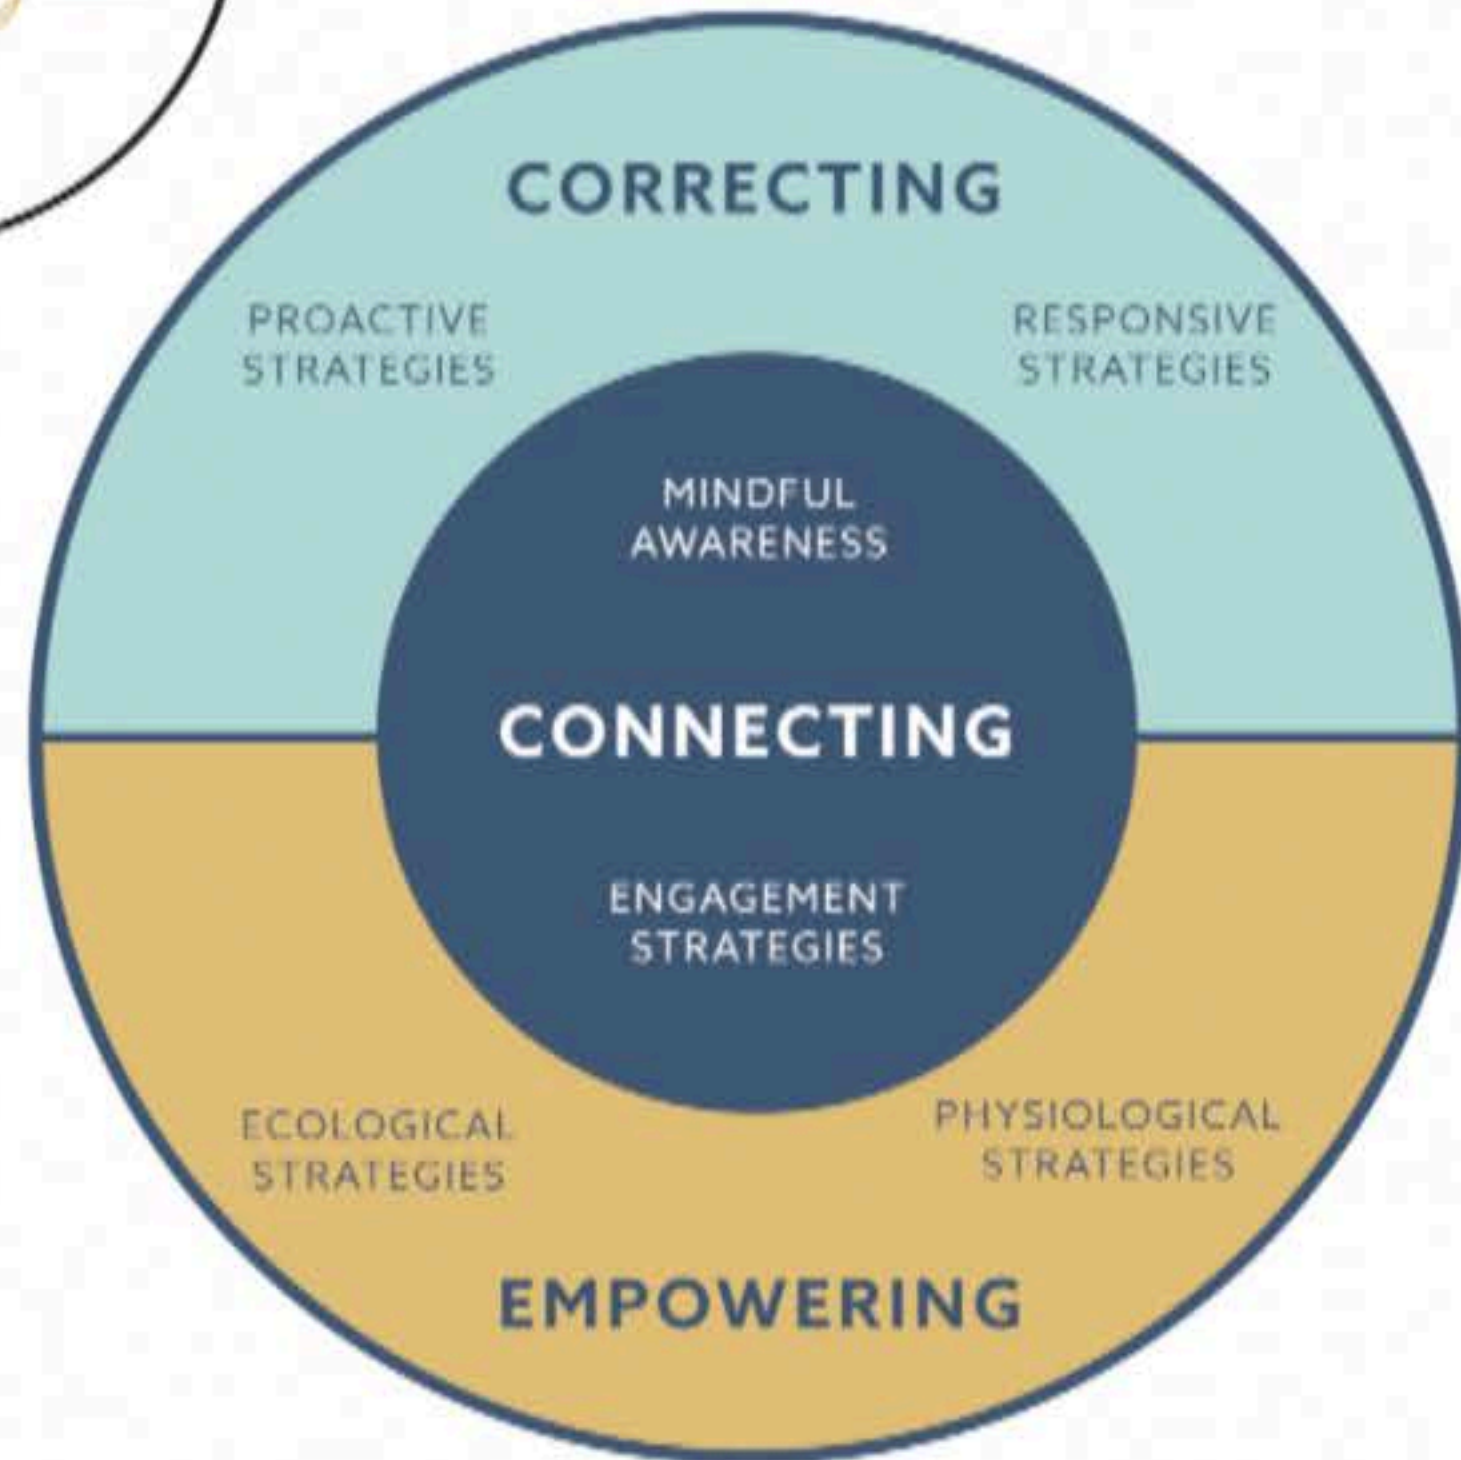 CORRECTING
PROACTIVE
STRATEGIES
RESPONSIVE
STRATEGIES
MINDFUL
AWARENESS
CONNECTING
ENGAGEMENT
STRATEGIES
ECOLOGICAL
STRATEGIES
PHYSIOLOGICAL
STRATEGIES
EMPOWERING